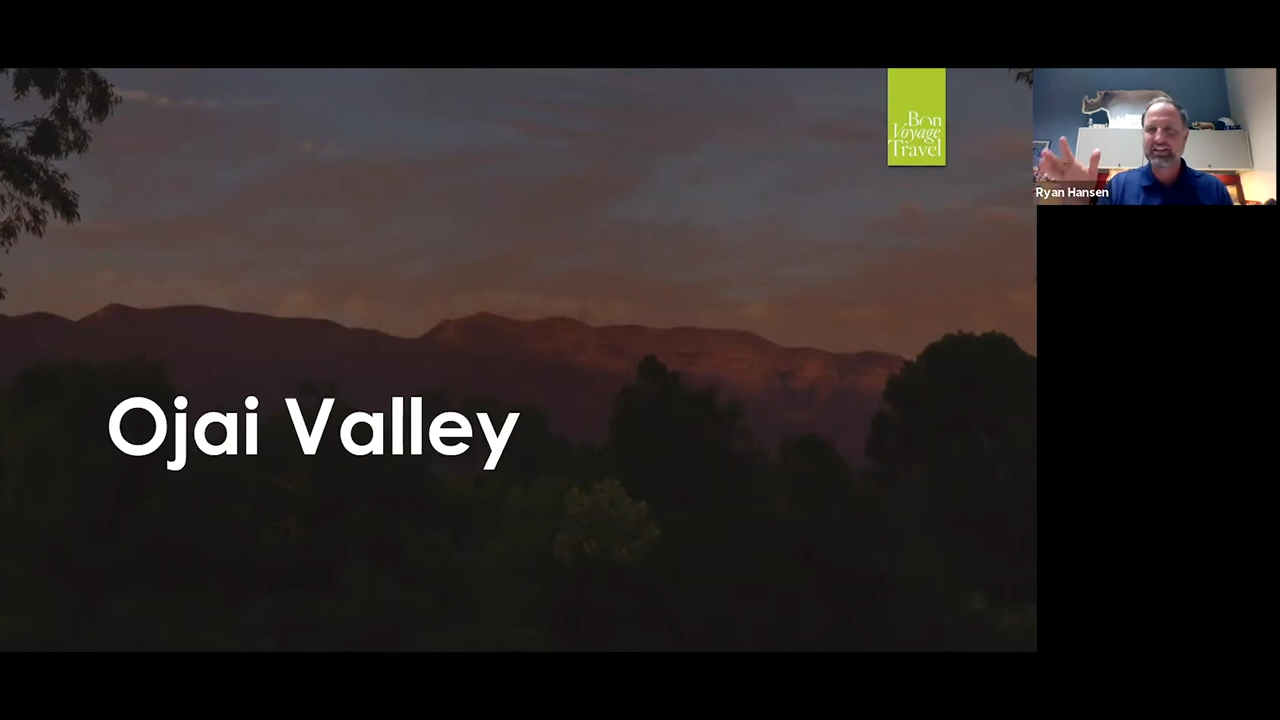 Bon
Voyage
Travel
Ryan Hansen
Ojai Valley